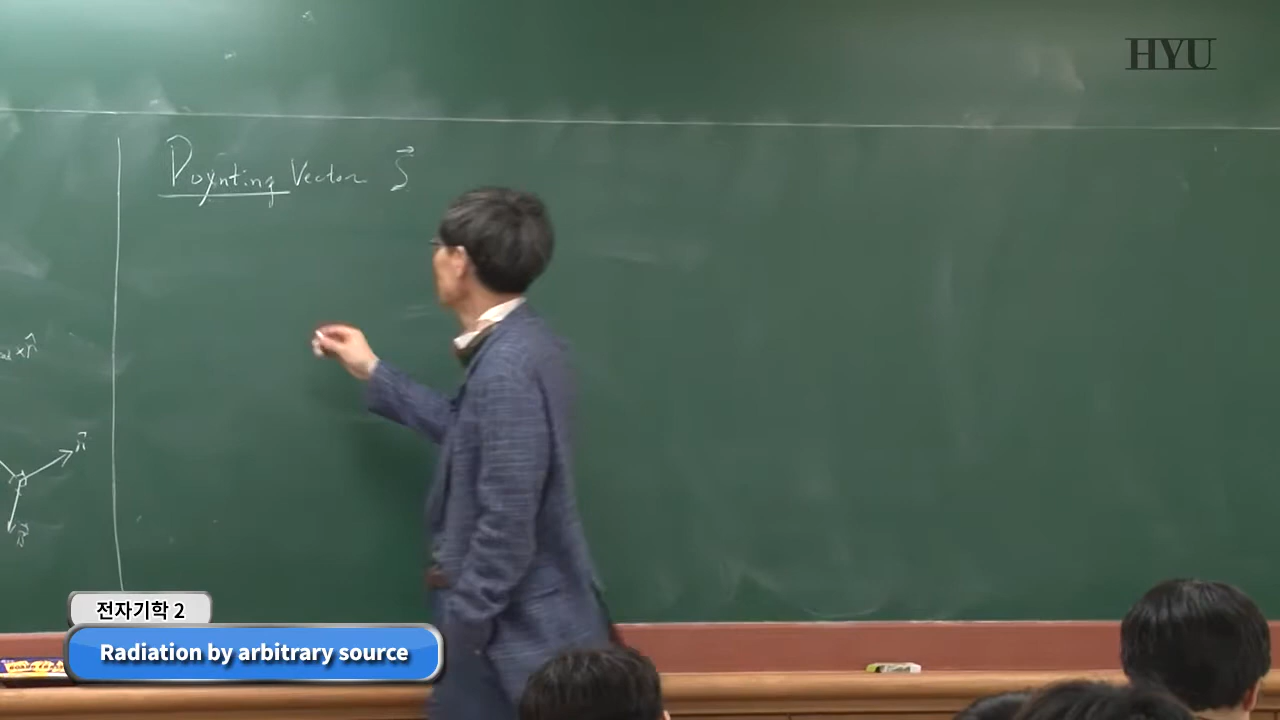 HYU
Poynting Vector S⃗
×r̂
전자기학 2
Radiation by arbitrary source